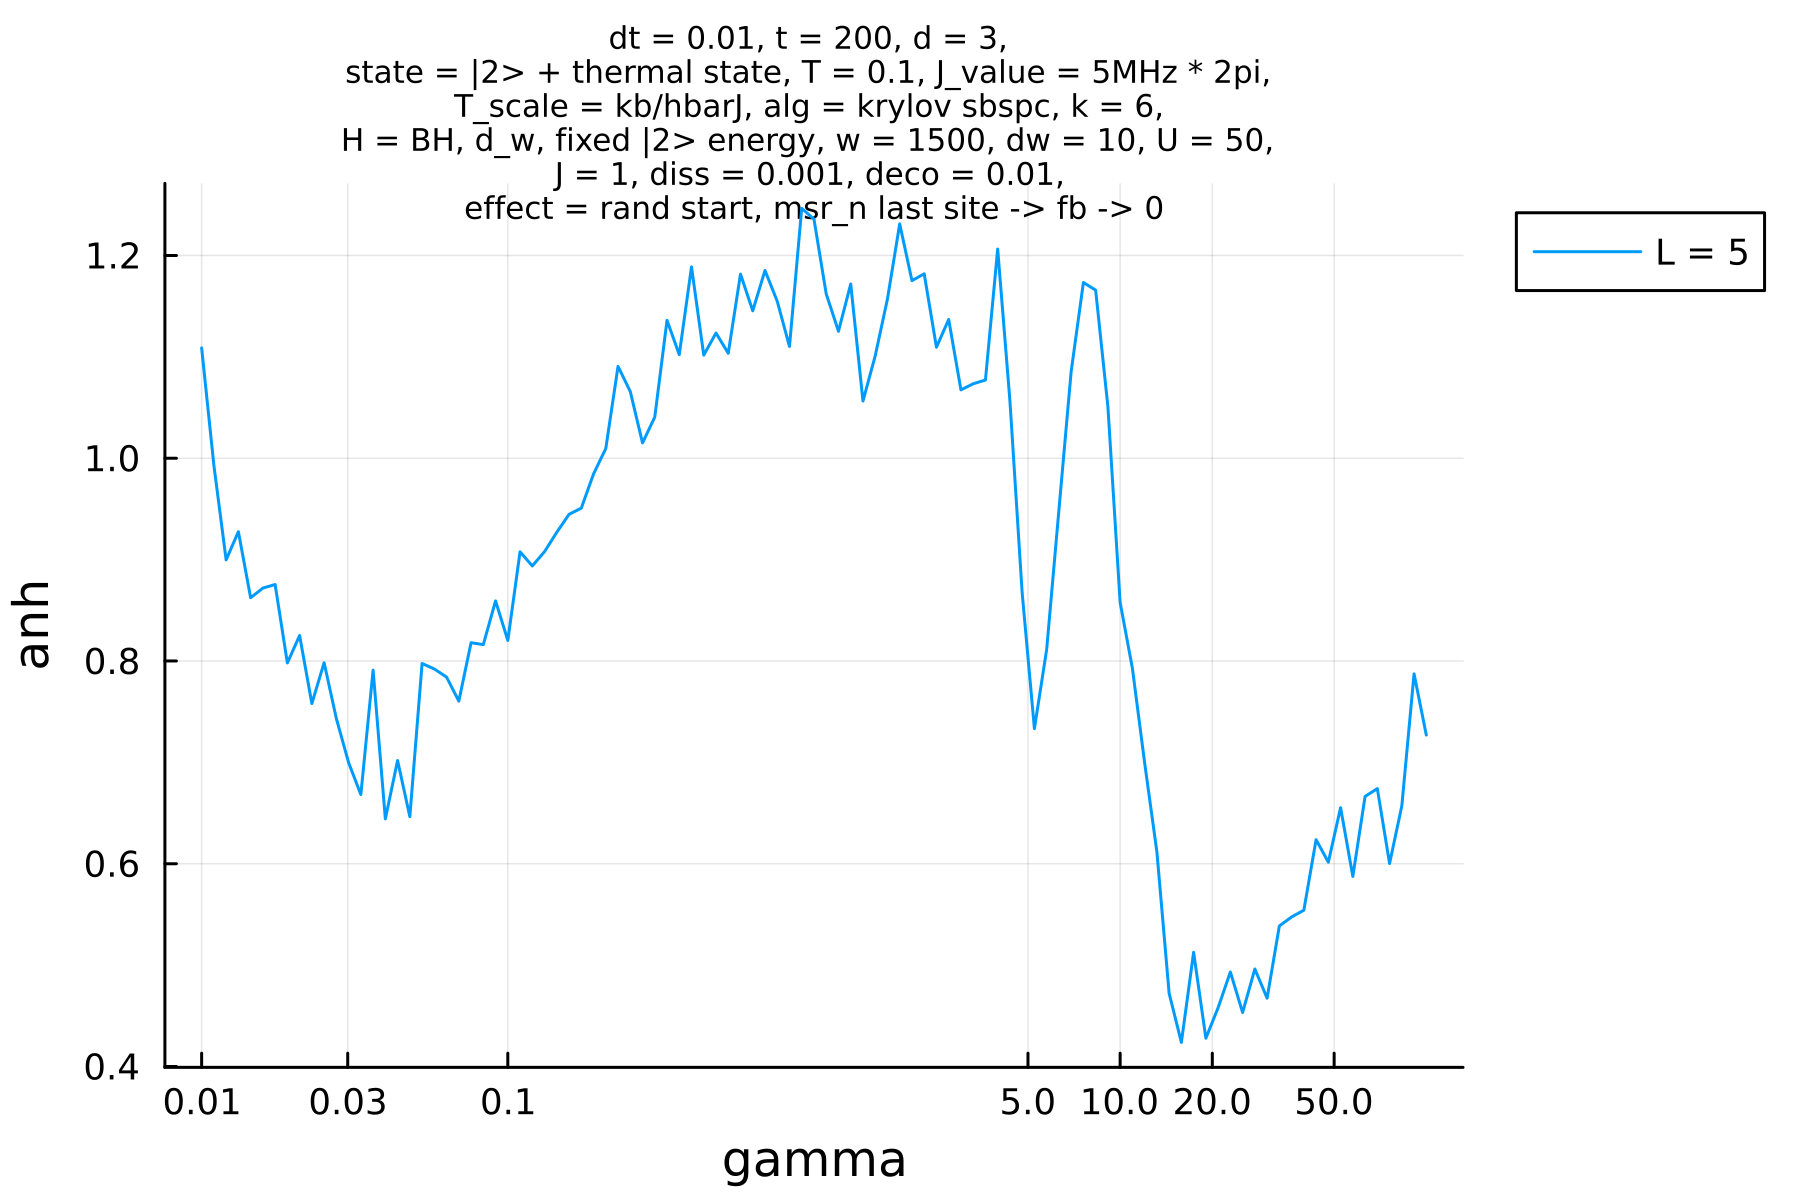 dt = 0.01, t = 200, d = 3,
state = |2> + thermal state, T = 0.1, J_value = 5MHz * 2pi,
T_scale = kb/hbarJ, alg = krylov sbspc, k = 6,
H = BH, d_w, fixed |2> energy, w = 1500, dw = 10, U = 50,
J = 1, diss = 0.001, deco = 0.01,
effect = rand start, msr_n last site -> fb -> 0
L = 5
1.2
1.0
0.8
0.6
0.4
anh
0.01 0.03 0.1 5.0 10.0 20.0 50.0
gamma